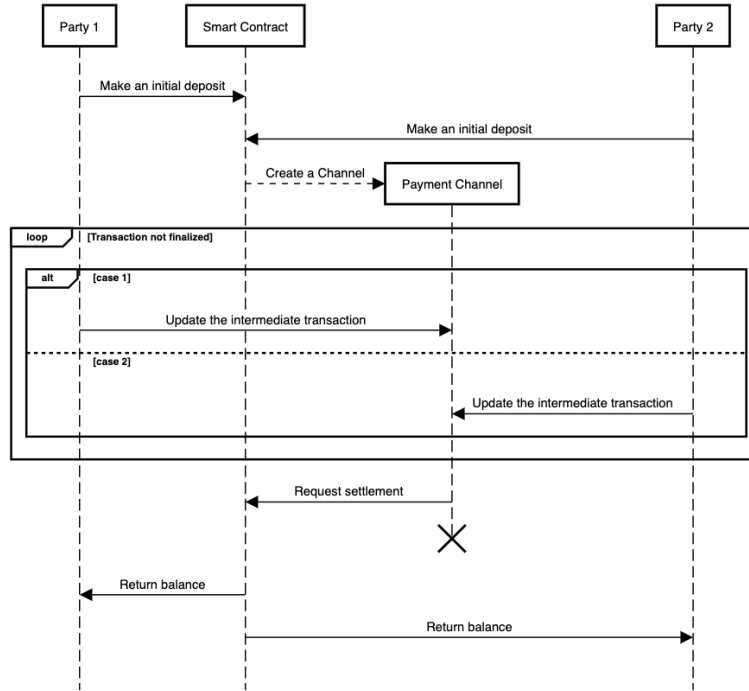 Party 1
Smart Contract
Party 2
Make an initial deposit
Make an initial deposit
Create a Channel
Payment Channel
loop
[Transaction not finalized]
alt
[case 1]
Update the intermediate transaction
[case 2]
Update the intermediate transaction
Request settlement
Return balance
Return balance